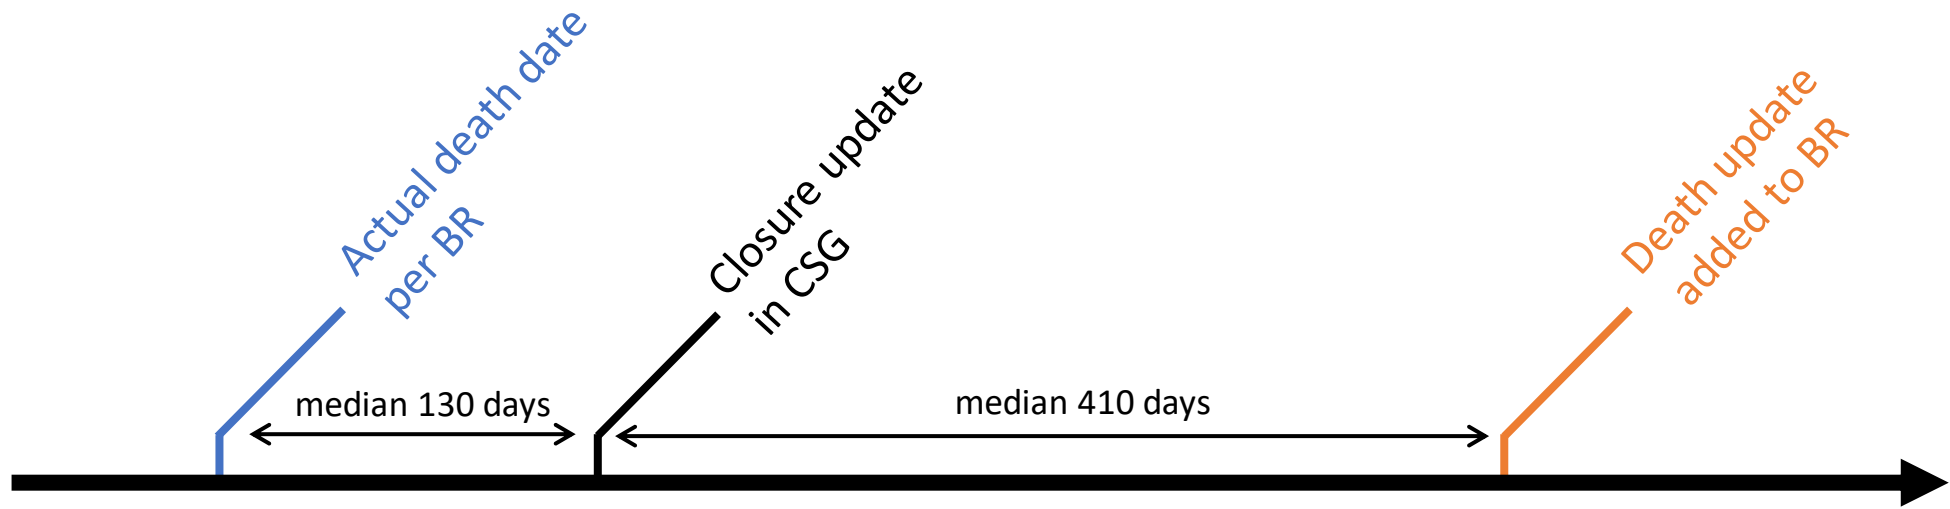 Actual death date
per BR
Closure update
in CSG
Death update
added to BR
median 130 days
median 410 days